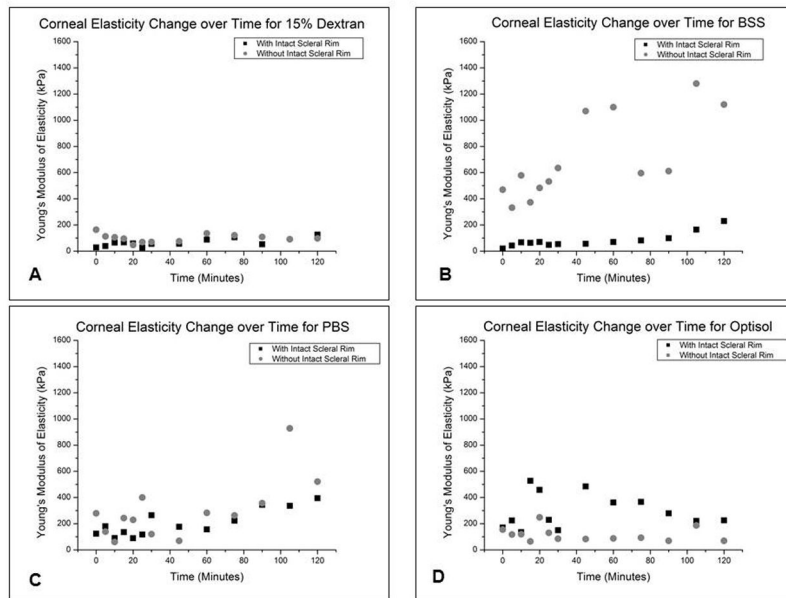 Corneal Elasticity Change over Time for 15% Dextran
With Intact Scleral Rim
Without Intact Scleral Rim
1600
1400
1200
1000
800
600
400
200
0
Young's Modulus of Elasticity (kPa)
0 20 40 60 80 100 120
Time (Minutes)
A
Corneal Elasticity Change over Time for BSS
With Intact Scleral Rim
Without Intact Scleral Rim
1600
1400
1200
1000
800
600
400
200
0
Young's Modulus of Elasticity (kPa)
0 20 40 60 80 100 120
Time (Minutes)
B
Corneal Elasticity Change over Time for PBS
With Intact Scleral Rim
Without Intact Scleral Rim
1600
1400
1200
1000
800
600
400
200
0
Young's Modulus of Elasticity (kPa)
0 20 40 60 80 100 120
Time (Minutes)
C
Corneal Elasticity Change over Time for Optisol
With Intact Scleral Rim
Without Intact Scleral Rim
1600
1400
1200
1000
800
600
400
200
0
Young's Modulus of Elasticity (kPa)
0 20 40 60 80 100 120
Time (Minutes)
D